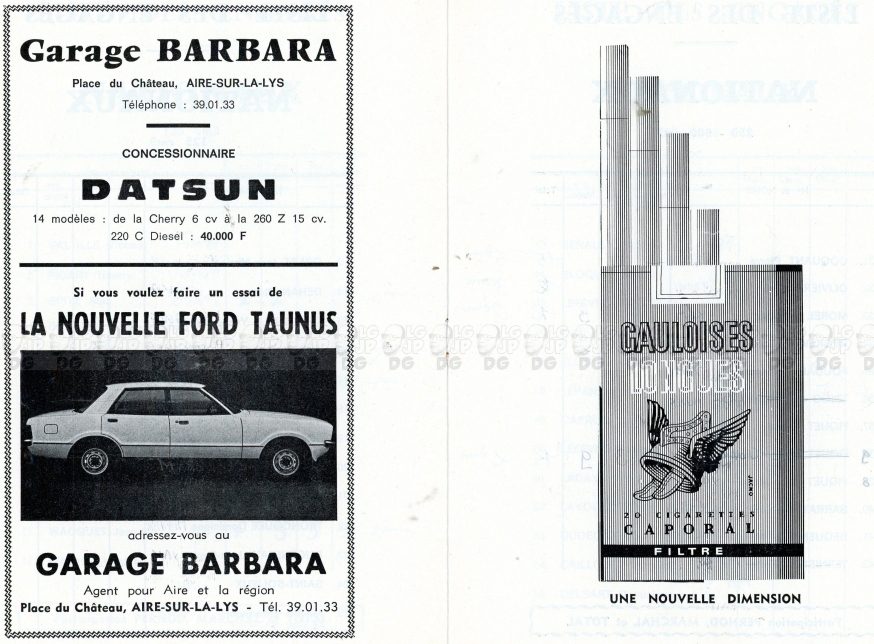 Garage BARBARA
Place du Château, AIRE-SUR-LA-LYS
Téléphone : 39.01.33
CONCESSIONNAIRE
DATSUN
14 modèles : de la Cherry 6 cv à la 260 Z 15 cv.
220 C Diesel : 40.000 F
Si vous voulez faire un essai de
LA NOUVELLE FORD TAUNUS
adressez-vous au
GARAGE BARBARA
Agent pour Aire et la région
Place du Château, AIRE-SUR-LA-LYS - Tél. 39.01.33
GAULOISES
LONGUES
JACNO
20 CIGARETTES
CAPORAL
FILTRE
UNE NOUVELLE DIMENSION